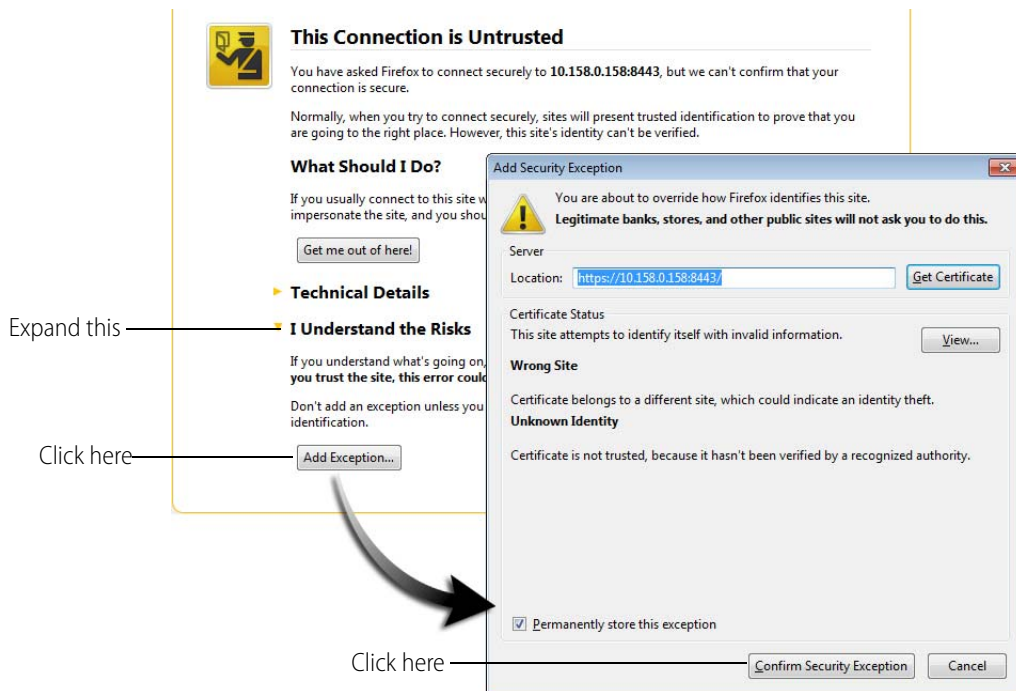 This Connection is Untrusted
You have asked Firefox to connect securely to 10.158.0.158:8443, but we can't confirm that your
connection is secure.
Normally, when you try to connect securely, sites will present trusted identification to prove that you
are going to the right place. However, this site's identity can't be verified.
What Should I Do?
If you usually connect to this site w
impersonate the site, and you shou
Get me out of here!
Technical Details
Expand this
I Understand the Risks
If you understand what's going on,
you trust the site, this error coul
Don't add an exception unless you
identification.
Click here
Add Exception...
Add Security Exception
You are about to override how Firefox identifies this site.
Legitimate banks, stores, and other public sites will not ask you to do this.
Server
Location:
https://10.158.0.158:8443/
Get Certificate
Certificate Status
This site attempts to identify itself with invalid information.
View...
Wrong Site
Certificate belongs to a different site, which could indicate an identity theft.
Unknown Identity
Certificate is not trusted, because it hasn't been verified by a recognized authority.
Permanently store this exception
Click here
Confirm Security Exception
Cancel